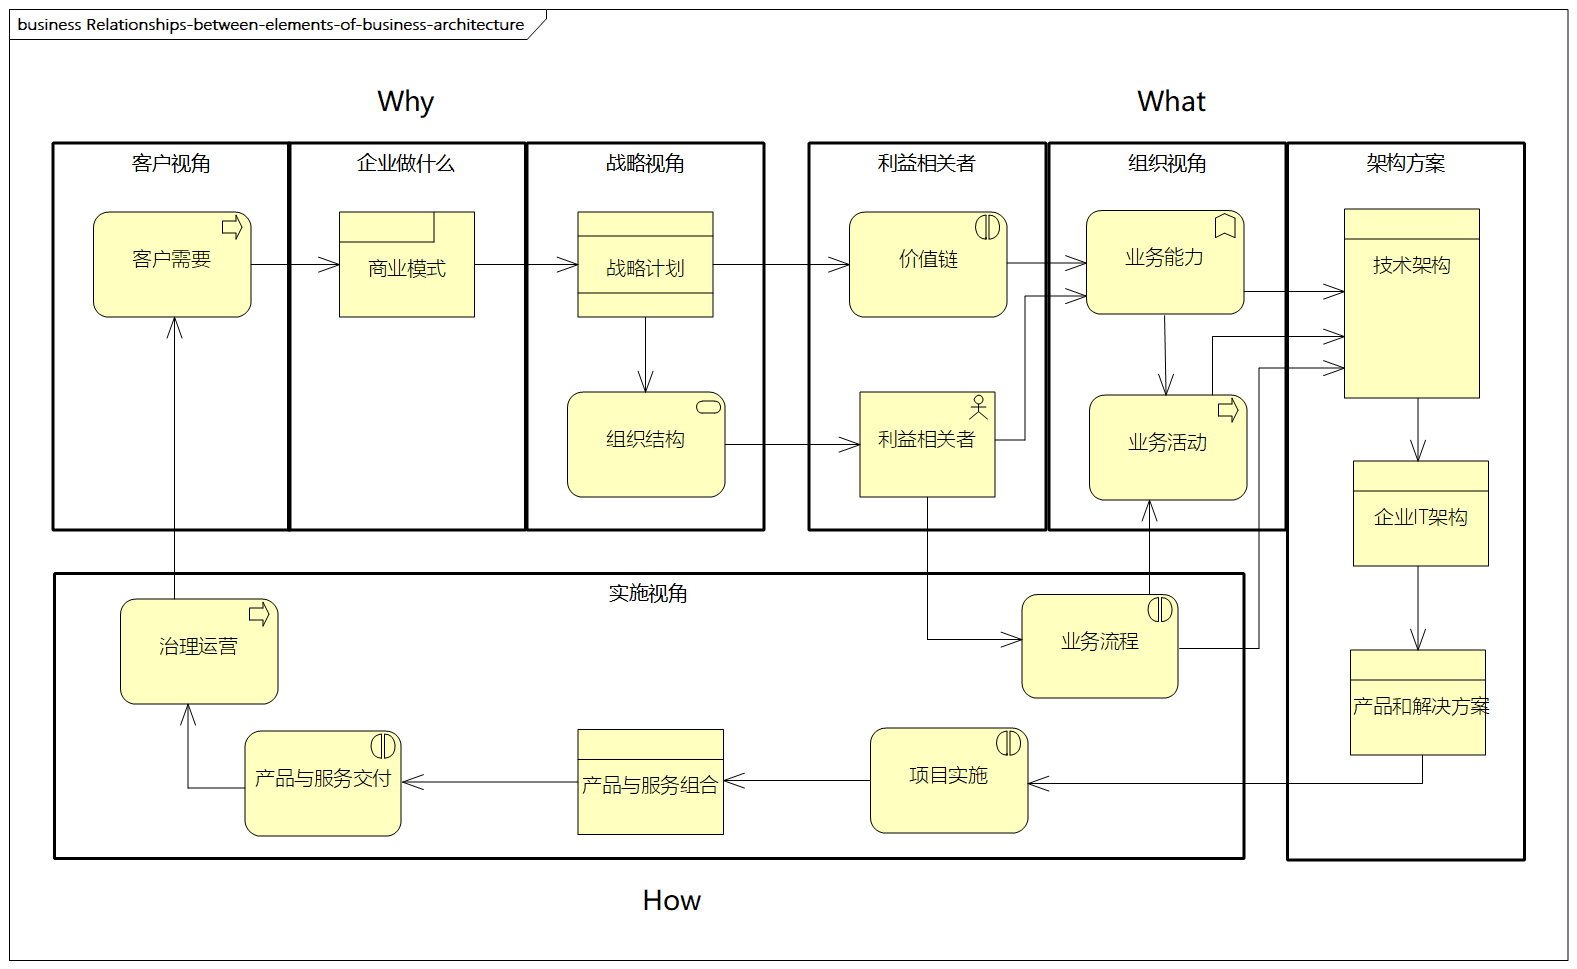 business Relationships-between-elements-of-business-architecture
Why
What
客户视角
企业做什么
战略视角
利益相关者
组织视角
架构方案
客户需要
商业模式
战略计划
价值链
业务能力
技术架构
组织结构
利益相关者
业务活动
企业IT架构
实施视角
治理运营
业务流程
产品和解决方案
产品与服务交付
产品与服务组合
项目实施
How